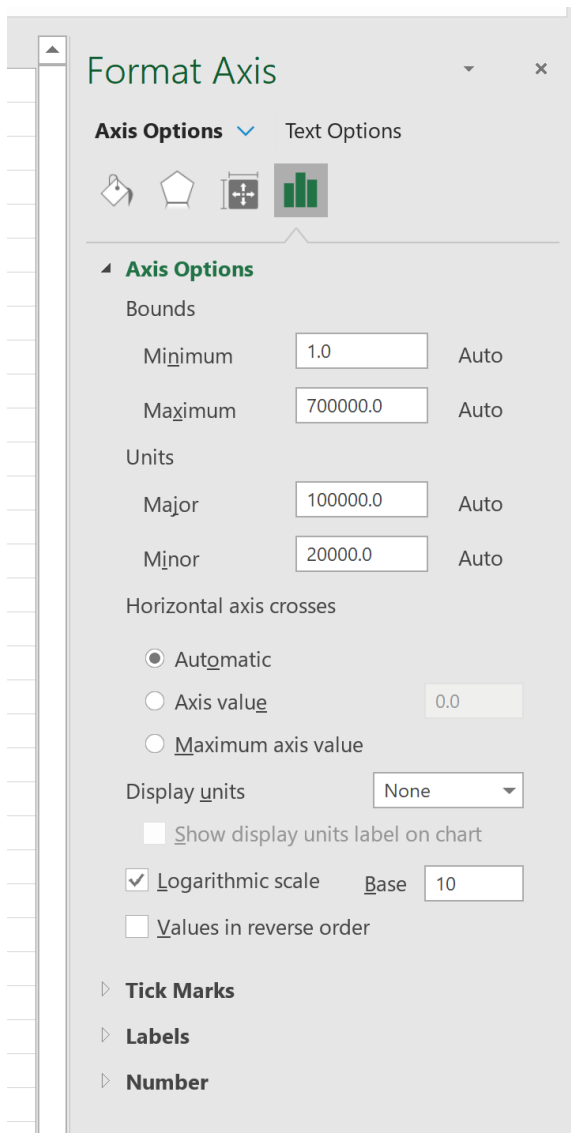 Format Axis
Axis Options Text Options
Axis Options
Bounds
Minimum 1.0 Auto
Maximum 700000.0 Auto
Units
Major 100000.0 Auto
Minor 20000.0 Auto
Horizontal axis crosses
Automatic
Axis value 0.0
Maximum axis value
Display units None
Show display units label on chart
Logarithmic scale Base 10
Values in reverse order
Tick Marks
Labels
Number